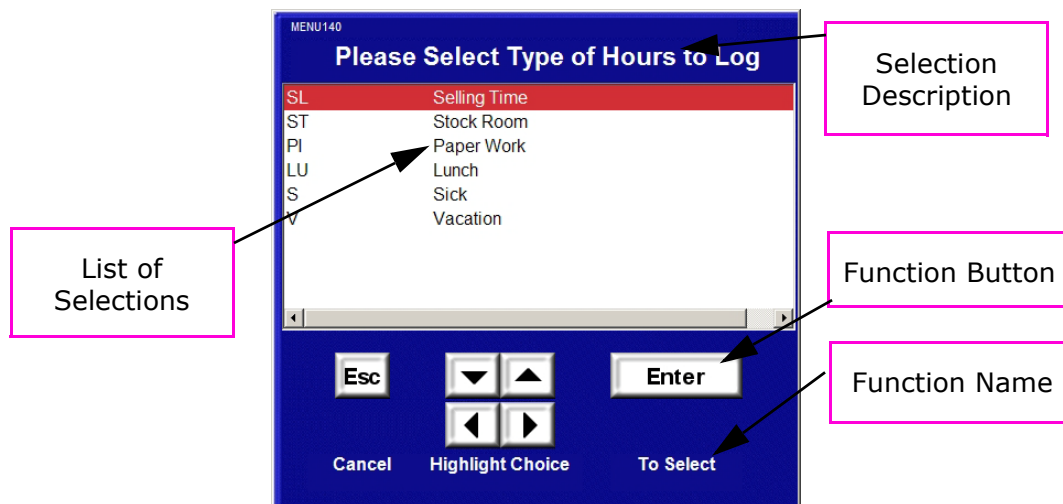 MENU140
Please Select Type of Hours to Log
SL Selling Time
ST Stock Room
PI Paper Work
LU Lunch
S Sick
V Vacation
Esc
Enter
Cancel Highlight Choice To Select
Selection
Description
List of
Selections
Function Button
Function Name